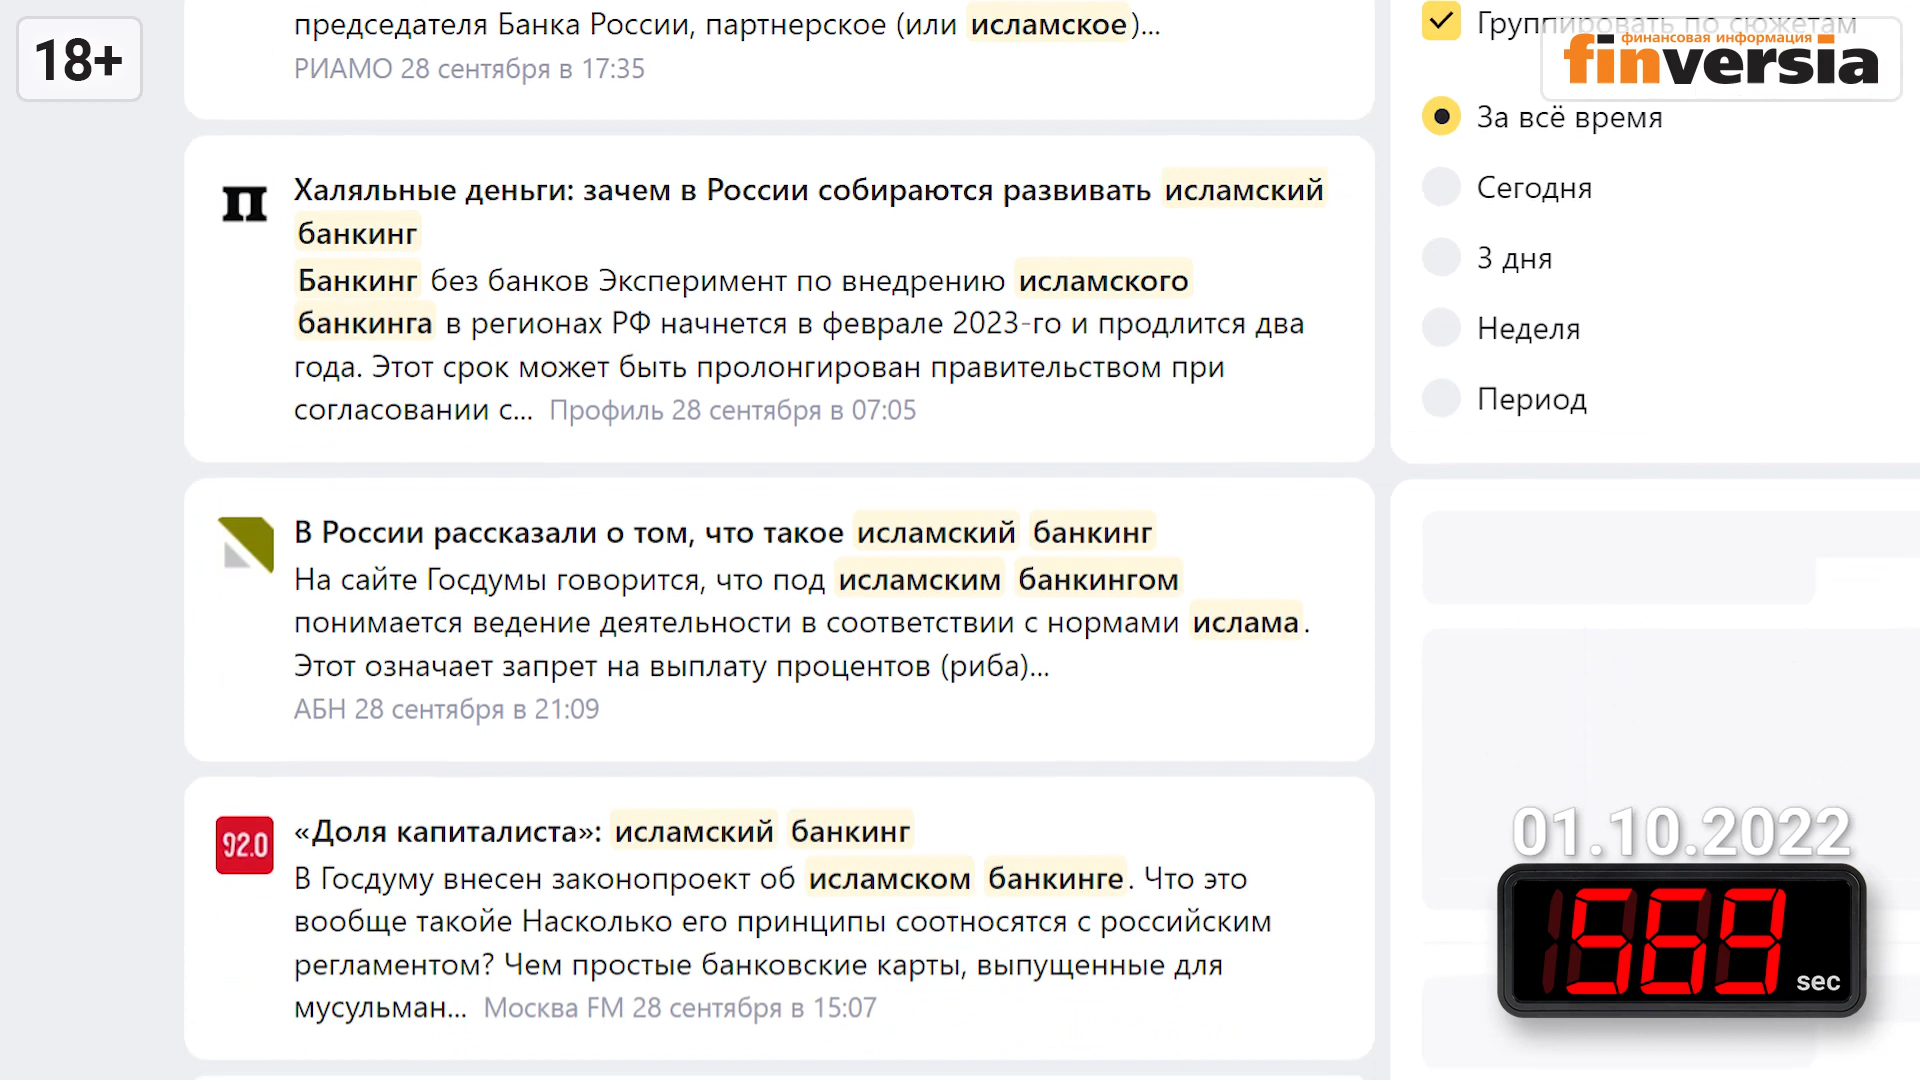 18+
председателя Банка России, партнерское (или исламское)...
РИАМО 28 сентября в 17:35
П
Халяльные деньги: зачем в России собираются развивать исламский
банкинг
Банкинг без банков Эксперимент по внедрению исламского
банкинга в регионах РФ начнется в феврале 2023-го и продлится два
года. Этот срок может быть пролонгирован правительством при
согласовании с... Профиль 28 сентября в 07:05
В России рассказали о том, что такое исламский банкинг
На сайте Госдумы говорится, что под исламским банкингом
понимается ведение деятельности в соответствии с нормами ислама.
Этот означает запрет на выплату процентов (риба)...
АБН 28 сентября в 21:09
92.0
«Доля капиталиста»: исламский банкинг
В Госдуму внесен законопроект об исламском банкинге. Что это
вообще такойе Насколько его принципы соотносятся с российским
регламентом? Чем простые банковские карты, выпущенные для
мусульман... Москва FM 28 сентября в 15:07
Группировать по сюжетам
финансовая информация
finversia
За всё время
Сегодня
3 дня
Неделя
Период
01.10.2022
569 sec